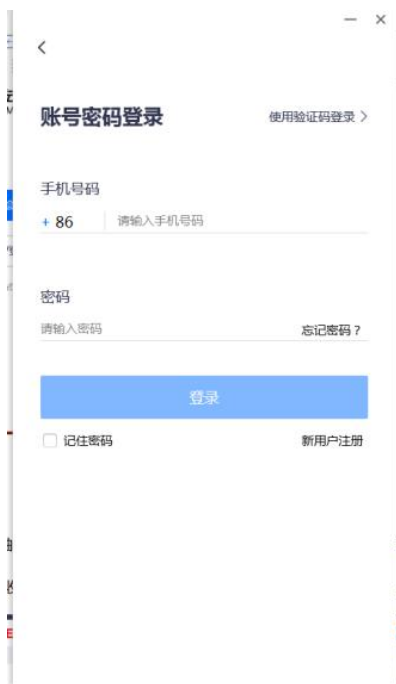 账号密码登录 使用验证码登录 >
手机号码
+ 86 请输入手机号码
密码
请输入密码 忘记密码？
登录
记住密码 新用户注册